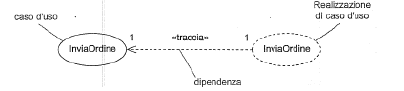 caso d'uso
Realizzazione
di caso d'uso
InviaOrdine
1
«traccia»
1
InviaOrdine
dipendenza